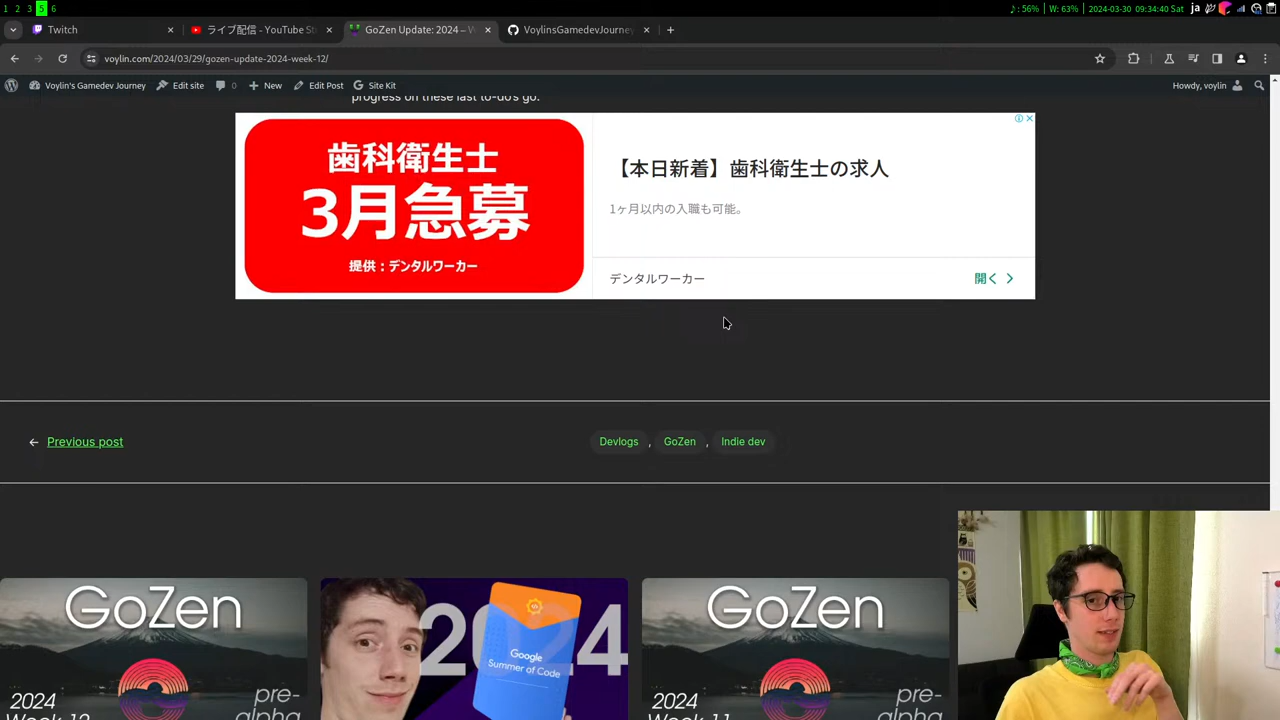 1 2 3 5 6
♪: 56% | W: 63% | 2024-03-30 09:34:40 Sat ja
Twitch
ライブ配信 - YouTube St
GoZen Update: 2024 – W
VoylinsGamedevJourney
voylin.com/2024/03/29/gozen-update-2024-week-12/
Voylin's Gamedev Journey
Edit site
0
New
Edit Post
Site Kit
Howdy, voylin
progress on these last to-do's go.
歯科衛生士
3月急募
提供：デンタルワーカー
【本日新着】歯科衛生士の求人
1ヶ月以内の入職も可能。
デンタルワーカー
開く
Previous post
Devlogs , GoZen , Indie dev
GoZen
2024
Week 12
pre-
alpha
2024
Google
Summer of Code
GoZen
2024
Week 11
pre-
alpha